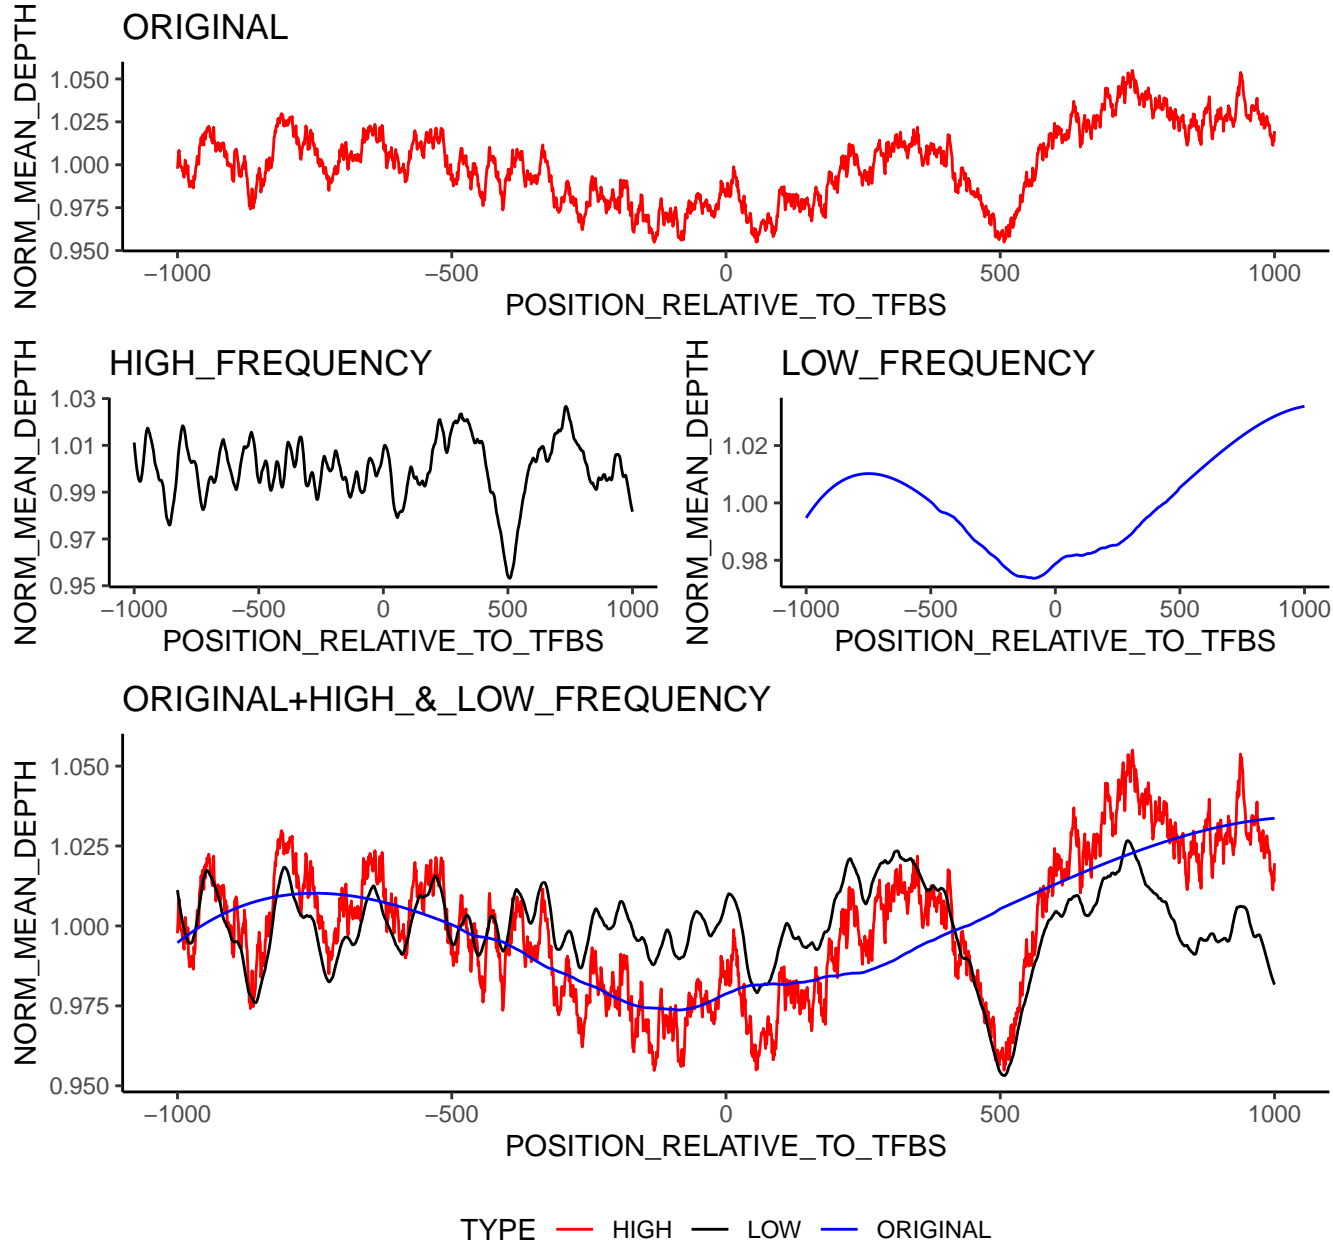 ORIGINAL
NORM_MEAN_DEPTH
1.050
1.025
1.000
0.975
0.950
−1000 −500 0 500 1000
POSITION_RELATIVE_TO_TFBS
HIGH_FREQUENCY
NORM_MEAN_DEPTH
1.03
1.01
0.99
0.97
0.95
−1000 −500 0 500 1000
POSITION_RELATIVE_TO_TFBS
LOW_FREQUENCY
NORM_MEAN_DEPTH
1.02
1.00
0.98
−1000 −500 0 500 1000
POSITION_RELATIVE_TO_TFBS
ORIGINAL+HIGH_&_LOW_FREQUENCY
NORM_MEAN_DEPTH
1.050
1.025
1.000
0.975
0.950
−1000 −500 0 500 1000
POSITION_RELATIVE_TO_TFBS
TYPE HIGH LOW ORIGINAL